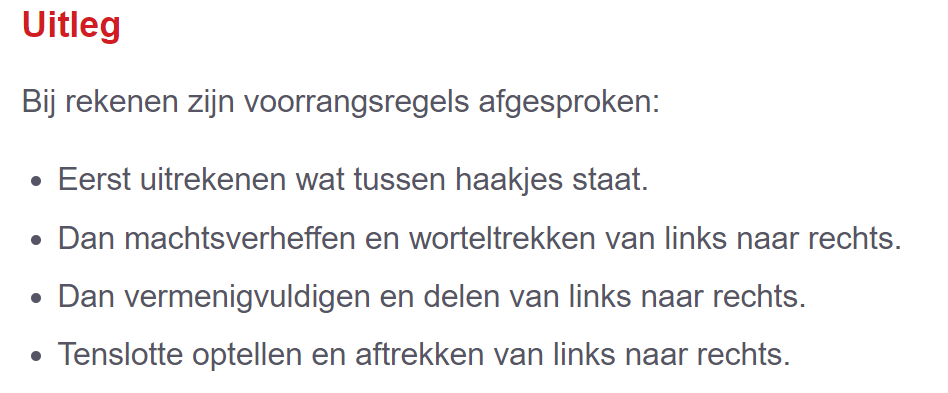 Uitleg
Bij rekenen zijn voorrangsregels afgesproken:
• Eerst uitrekenen wat tussen haakjes staat.
• Dan machtsverheffen en worteltrekken van links naar rechts.
• Dan vermenigvuldigen en delen van links naar rechts.
• Tenslotte optellen en aftrekken van links naar rechts.